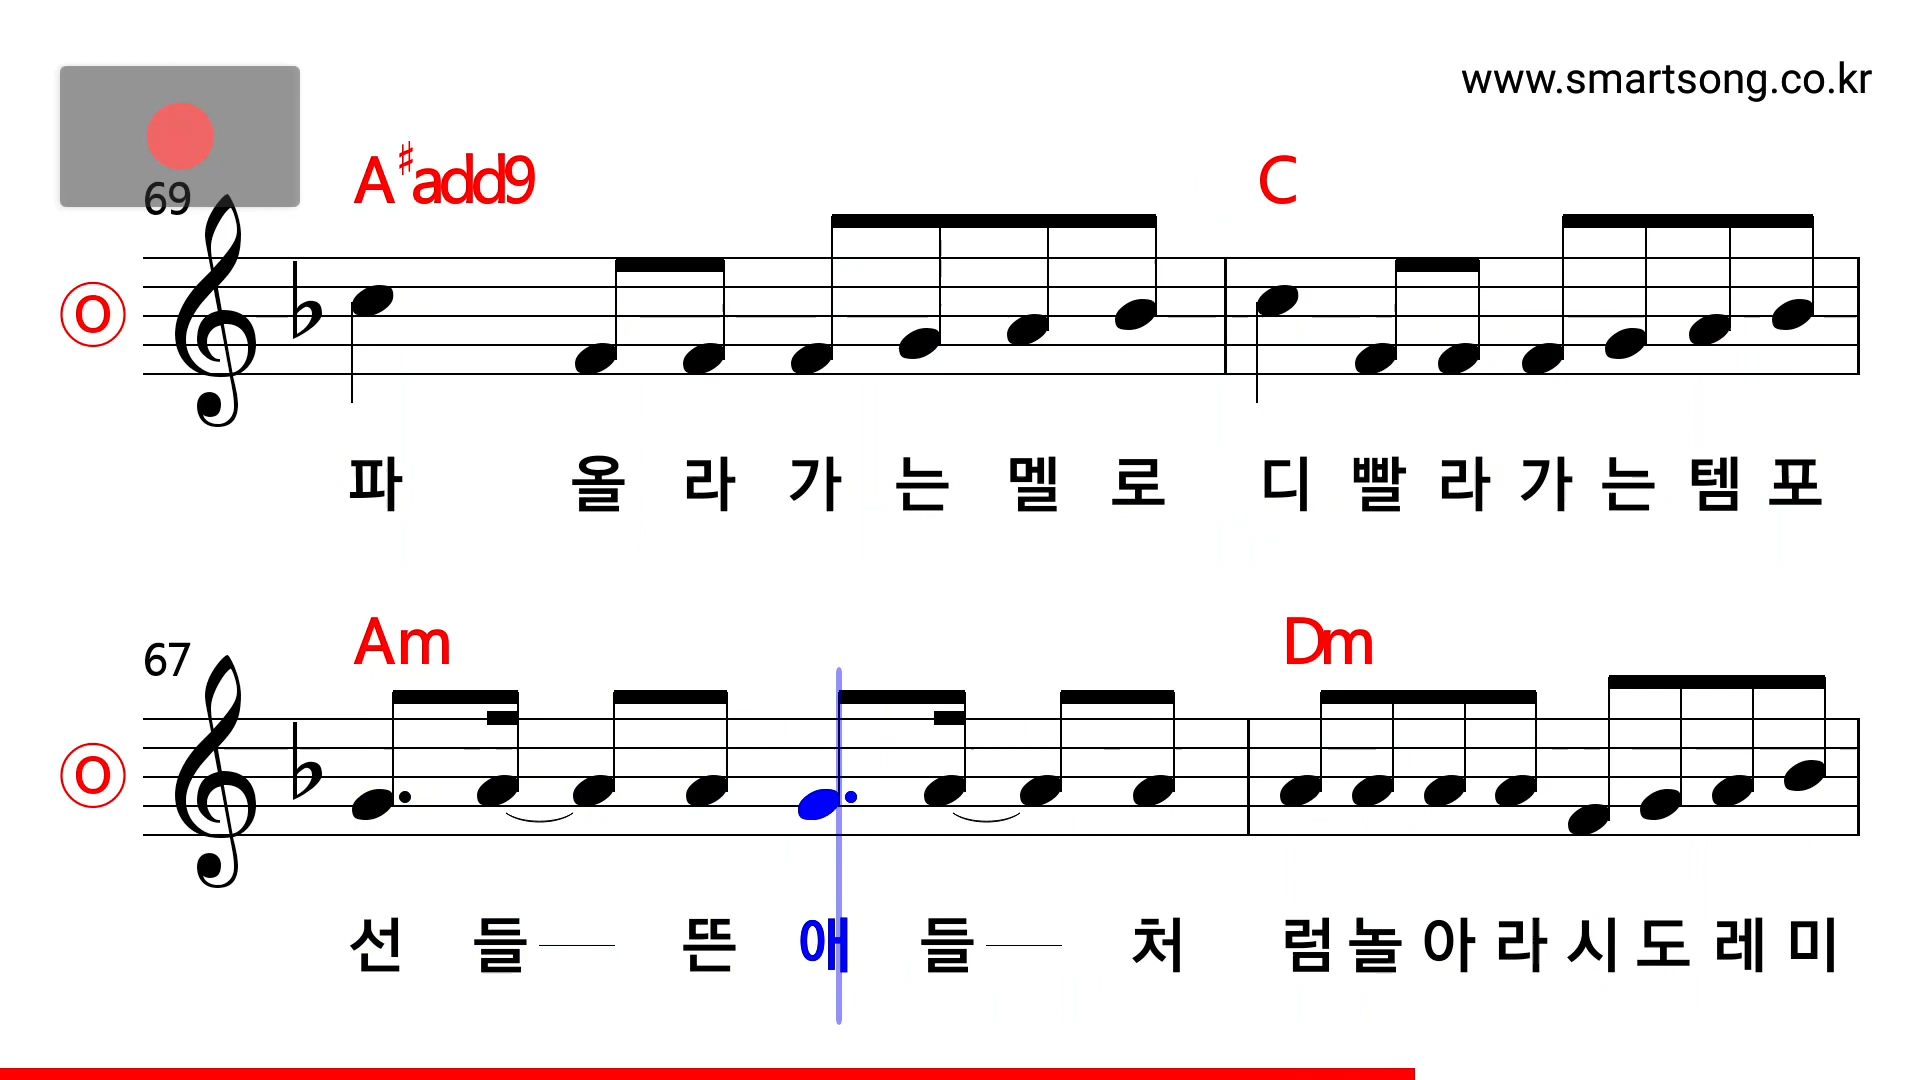 www.smartsong.co.kr
69
A♯add9 C
O
파 올 라 가 는 멜 로 디 빨 라 가 는 템 포
67
Am Dm
O
선 들 뜬 애 들 처 럼 놀 아 라 시 도 레 미